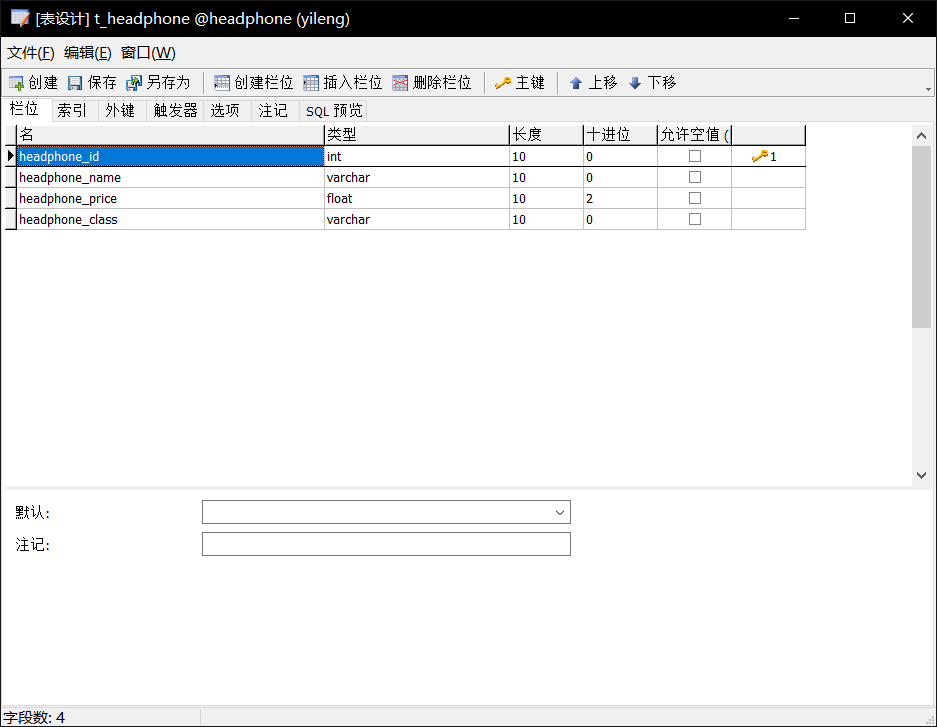 [表设计] t_headphone @headphone (yileng)
文件(F) 编辑(E) 窗口(W)
创建 保存 另存为 创建栏位 插入栏位 删除栏位 主键 上移 下移
栏位 索引 外键 触发器 选项 注记 SQL 预览
名 类型 长度 十进位 允许空值 (
headphone_id int 10 0 1
headphone_name varchar 10 0
headphone_price float 10 2
headphone_class varchar 10 0
默认:
注记:
字段数: 4